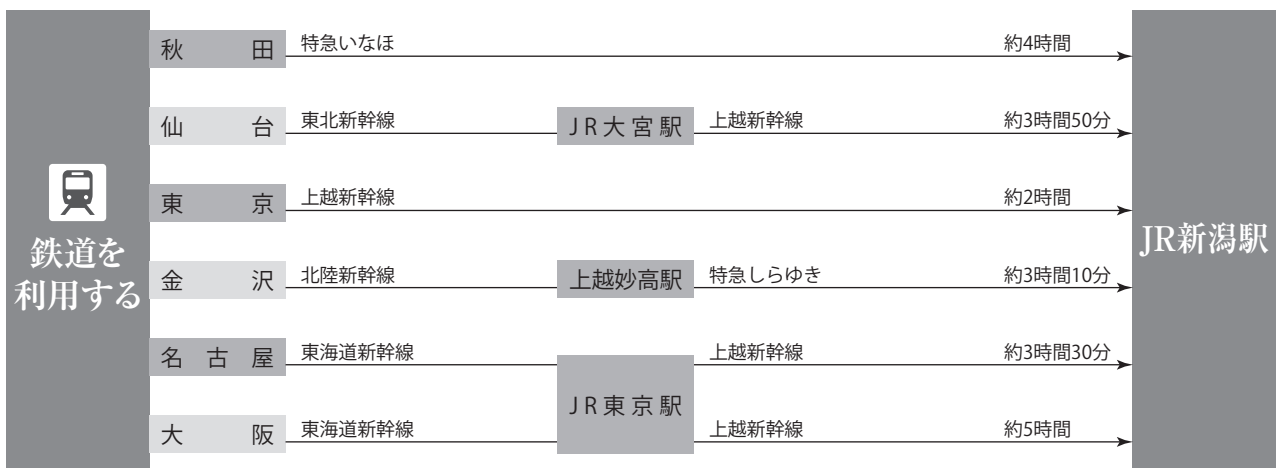 鉄道を
利用する
秋田 特急いなほ 約4時間
仙台 東北新幹線 JR大宮駅 上越新幹線 約3時間50分
東京 上越新幹線 約2時間
金沢 北陸新幹線 上越妙高駅 特急しらゆき 約3時間10分
名古屋 東海道新幹線 上越新幹線 約3時間30分
JR東京駅
大阪 東海道新幹線 上越新幹線 約5時間
JR新潟駅